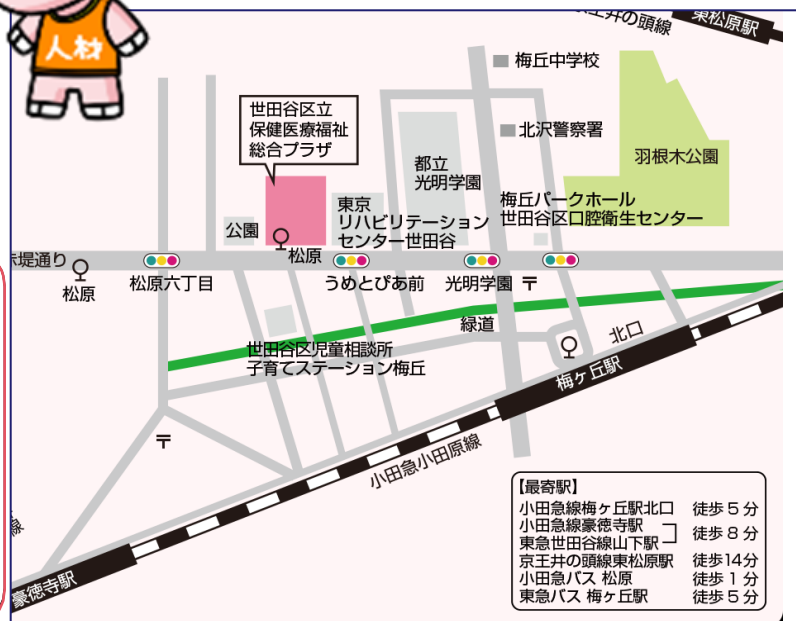 人材
京王井の頭線
東松原駅
梅丘中学校
世田谷区立
保健医療福祉
総合プラザ
北沢警察署
都立
光明学園
羽根木公園
公園
東京
リハビリテーション
センター世田谷
梅丘パークホール
世田谷区口腔衛生センター
赤堤通り
松原
松原
松原六丁目
うめとぴあ前
光明学園
〒
緑道
世田谷区児童相談所
子育てステーション梅丘
北口
梅ヶ丘駅
〒
小田急小田原線
線
豪徳寺駅
【最寄駅】
小田急線梅ヶ丘駅北口 徒歩5分
小田急線豪徳寺駅
東急世田谷線山下駅 徒歩8分
京王井の頭線東松原駅 徒歩14分
小田急バス 松原 徒歩1分
東急バス 梅ヶ丘駅 徒歩5分